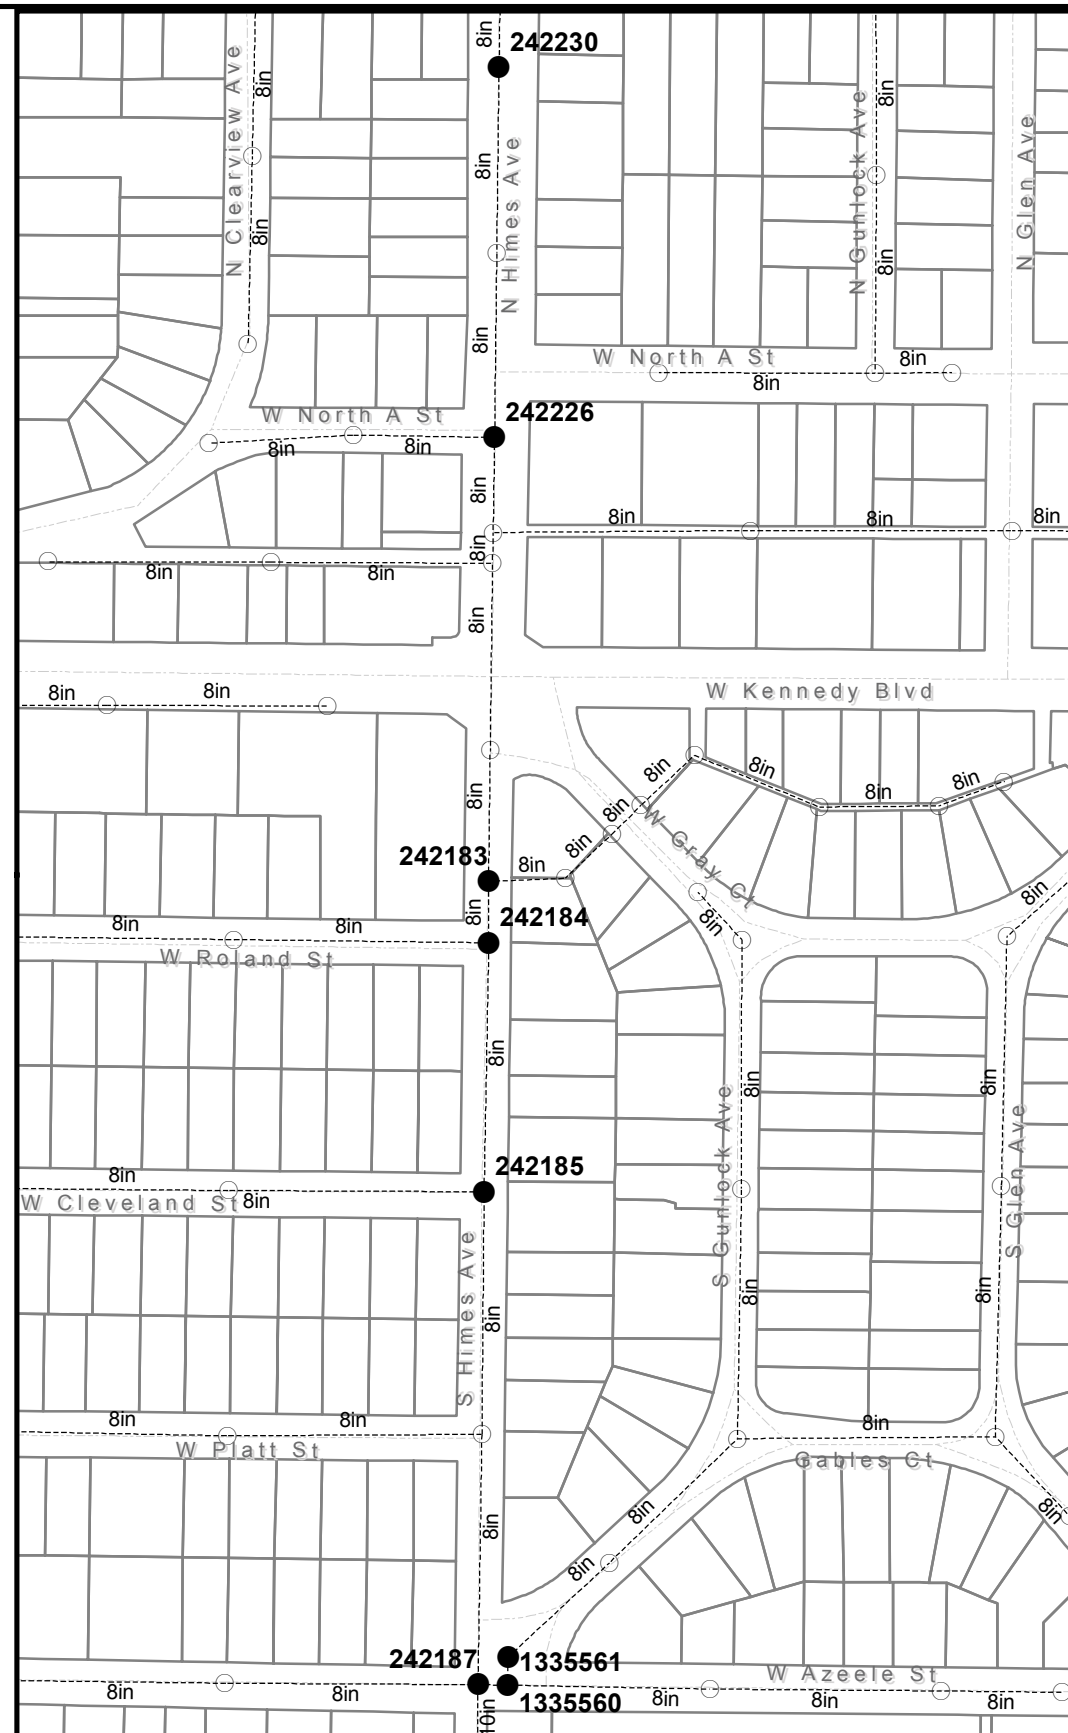 8in
242230
N Clearview Ave
8in
8in
N Gunlock Ave
8in
N Himes Ave
N Glen Ave
8in
8in
8in
W North A St
8in
8in
8in
W North A St
242226
8in
8in
8in
8in
8in
8in
8in
8in
8in
8in
8in
8in
W Kennedy Blvd
8in
8in
8in
8in
8in
8in
W Gray Ct
242183
8in
8in
8in
8in
8in
242184
8in
8in
8in
W Roland St
8in
8in
8in
S Gunlock Ave
S Glen Ave
242185
8in
W Cleveland St
8in
S Himes Ave
8in
8in
8in
8in
8in
8in
W Platt St
Gables Ct
8in
8in
8in
8in
242187
1335561
W Azeele St
8in
8in
1335560
8in
8in
8in
10in